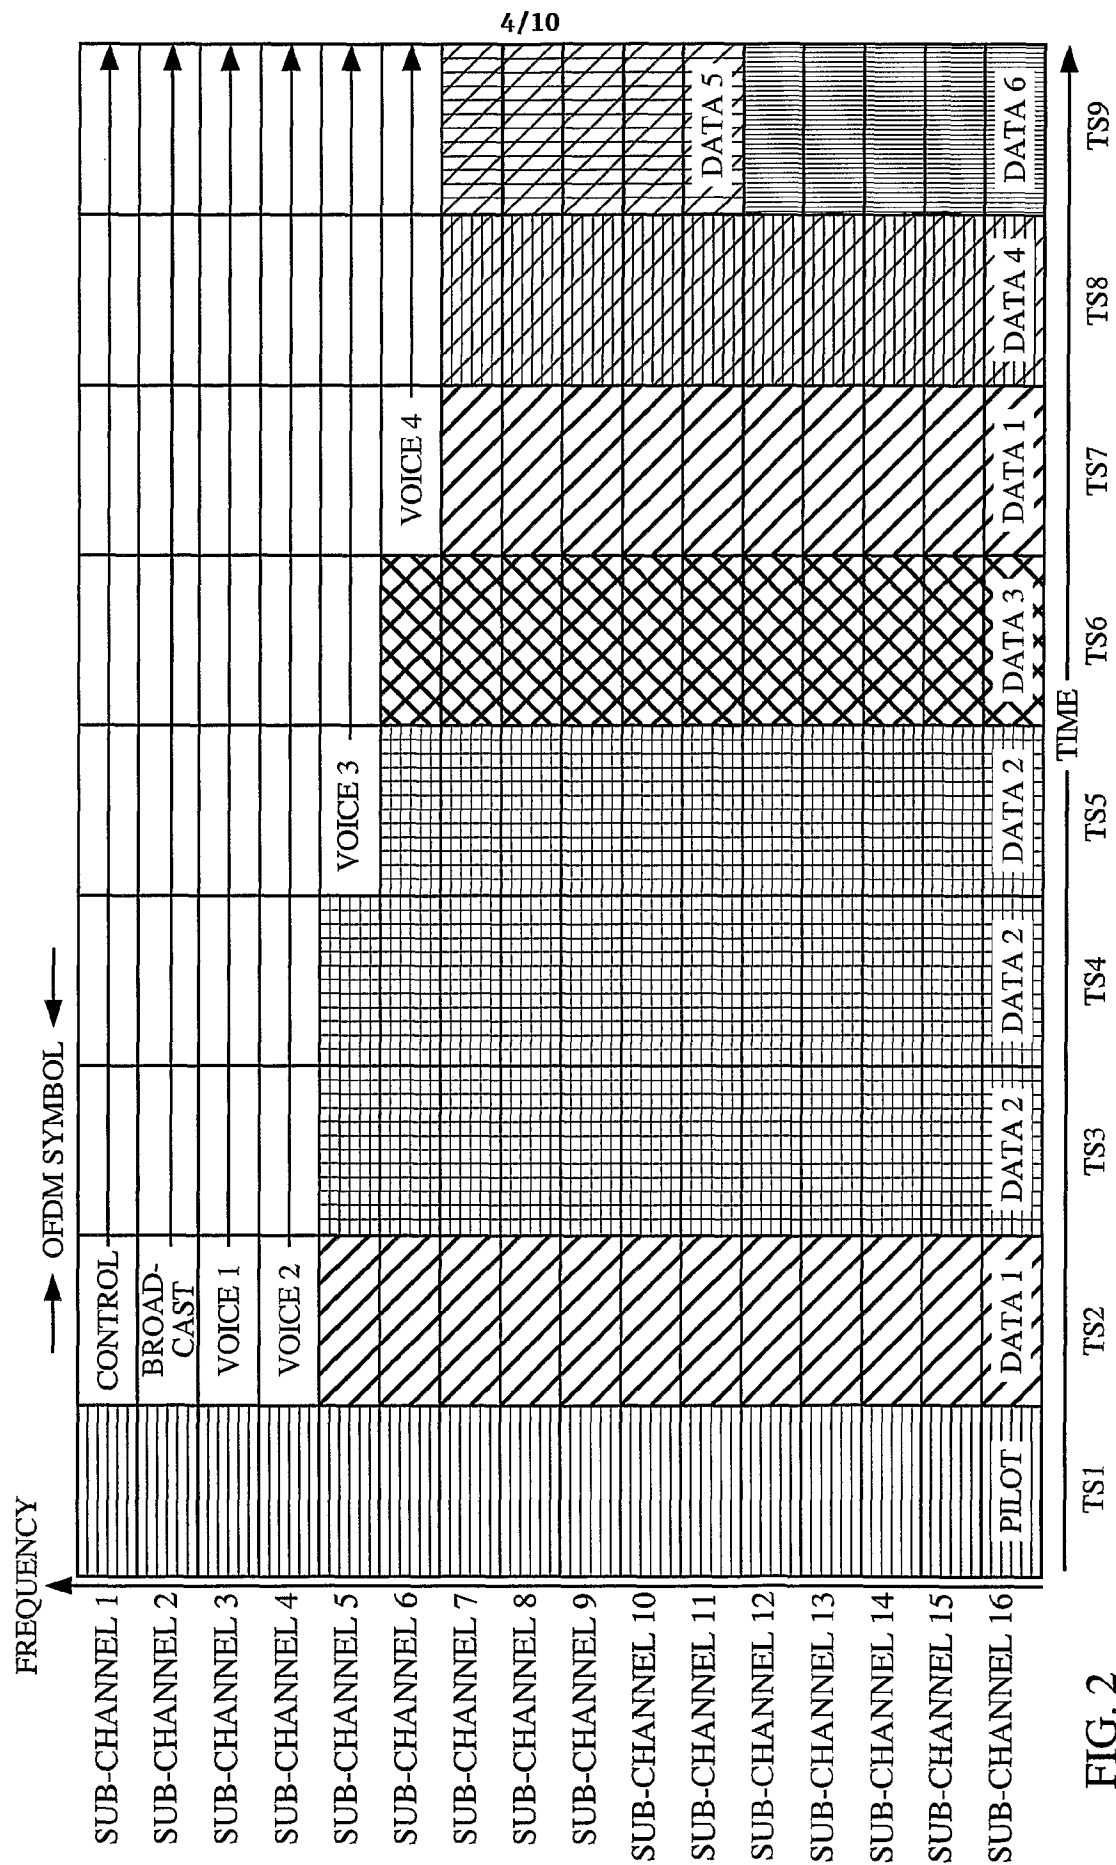 4/10
FREQUENCY
OFDM SYMBOL
SUB-CHANNEL 1
CONTROL
SUB-CHANNEL 2
BROAD-
CAST
SUB-CHANNEL 3
VOICE 1
SUB-CHANNEL 4
VOICE 2
SUB-CHANNEL 5
VOICE 3
SUB-CHANNEL 6
VOICE 4
SUB-CHANNEL 7
SUB-CHANNEL 8
SUB-CHANNEL 9
SUB-CHANNEL 10
SUB-CHANNEL 11
DATA 5
SUB-CHANNEL 12
SUB-CHANNEL 13
SUB-CHANNEL 14
SUB-CHANNEL 15
SUB-CHANNEL 16
PILOT
DATA 1
DATA 2
DATA 2
DATA 2
DATA 3
DATA 1
DATA 4
DATA 6
TIME
TS1
TS2
TS3
TS4
TS5
TS6
TS7
TS8
TS9
FIG. 2